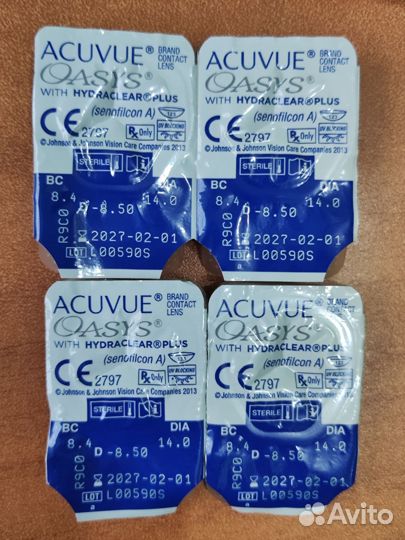 ACUVUE® BRAND CONTACT LENS
OASYS®
WITH HYDRACLEAR®PLUS
(senofilcon A)
CE 2797
Rx Only
UV BLOCKING
©Johnson & Johnson Vision Care Companies 2013
STERILE
BC DIA
8.4 D-8.50 14.0
R9C0
2027-02-01
LOT L00590S
ACUVUE® BRAND CONTACT LENS
OASYS®
WITH HYDRACLEAR®PLUS
(senofilcon A)
CE 2797
Rx Only
UV BLOCKING
©Johnson & Johnson Vision Care Companies 2013
STERILE
BC DIA
8.4 D-8.50 14.0
R9C0
2027-02-01
LOT L00590S
ACUVUE® BRAND CONTACT LENS
OASYS®
WITH HYDRACLEAR®PLUS
(senofilcon A)
CE 2797
Rx Only
UV BLOCKING
©Johnson & Johnson Vision Care Companies 2013
STERILE
BC DIA
8.4 D-8.50 14.0
R9C0
2027-02-01
LOT L00590S
a
ACUVUE® BRAND CONTACT LENS
OASYS®
WITH HYDRACLEAR®PLUS
(senofilcon A)
CE 2797
Rx Only
UV BLOCKING
©Johnson & Johnson Vision Care Companies 2013
STERILE
BC DIA
8.4 D-8.50 14.0
R9C0
2027-02-01
LOT L00590S
a
Avito